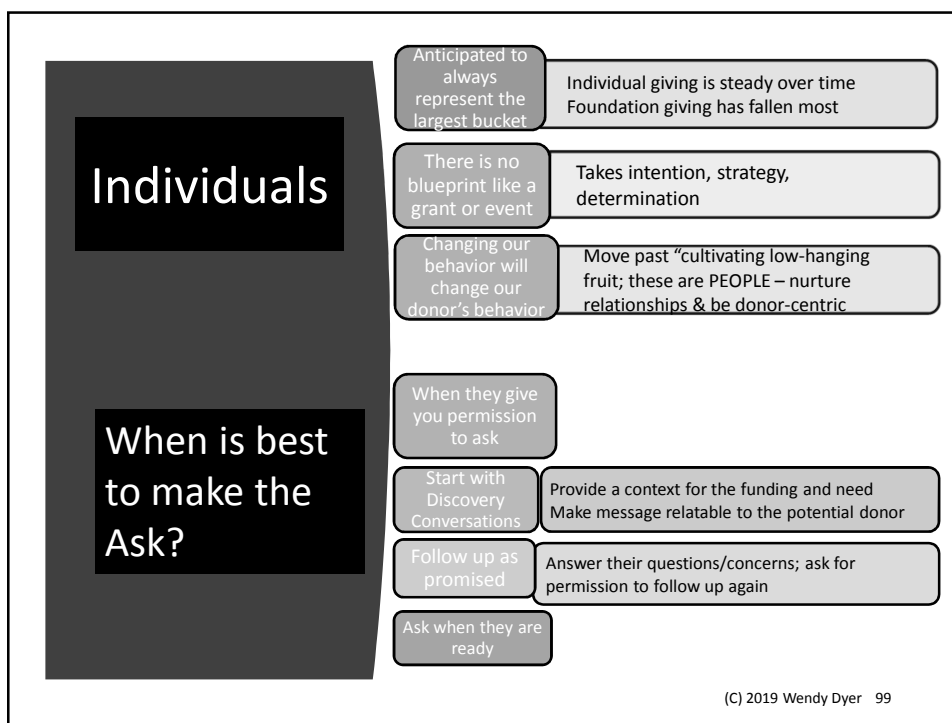 Individuals
Anticipated to
always
represent the
largest bucket
Individual giving is steady over time
Foundation giving has fallen most
There is no
blueprint like a
grant or event
Takes intention, strategy,
determination
Changing our
behavior will
change our
donor's behavior
Move past “cultivating low-hanging
fruit; these are PEOPLE – nurture
relationships & be donor-centric
When is best
to make the
Ask?
When they give
you permission
to ask
Start with
Discovery
Conversations
Provide a context for the funding and need
Make message relatable to the potential donor
Follow up as
promised
Answer their questions/concerns; ask for
permission to follow up again
Ask when they are
ready
(C) 2019 Wendy Dyer 99